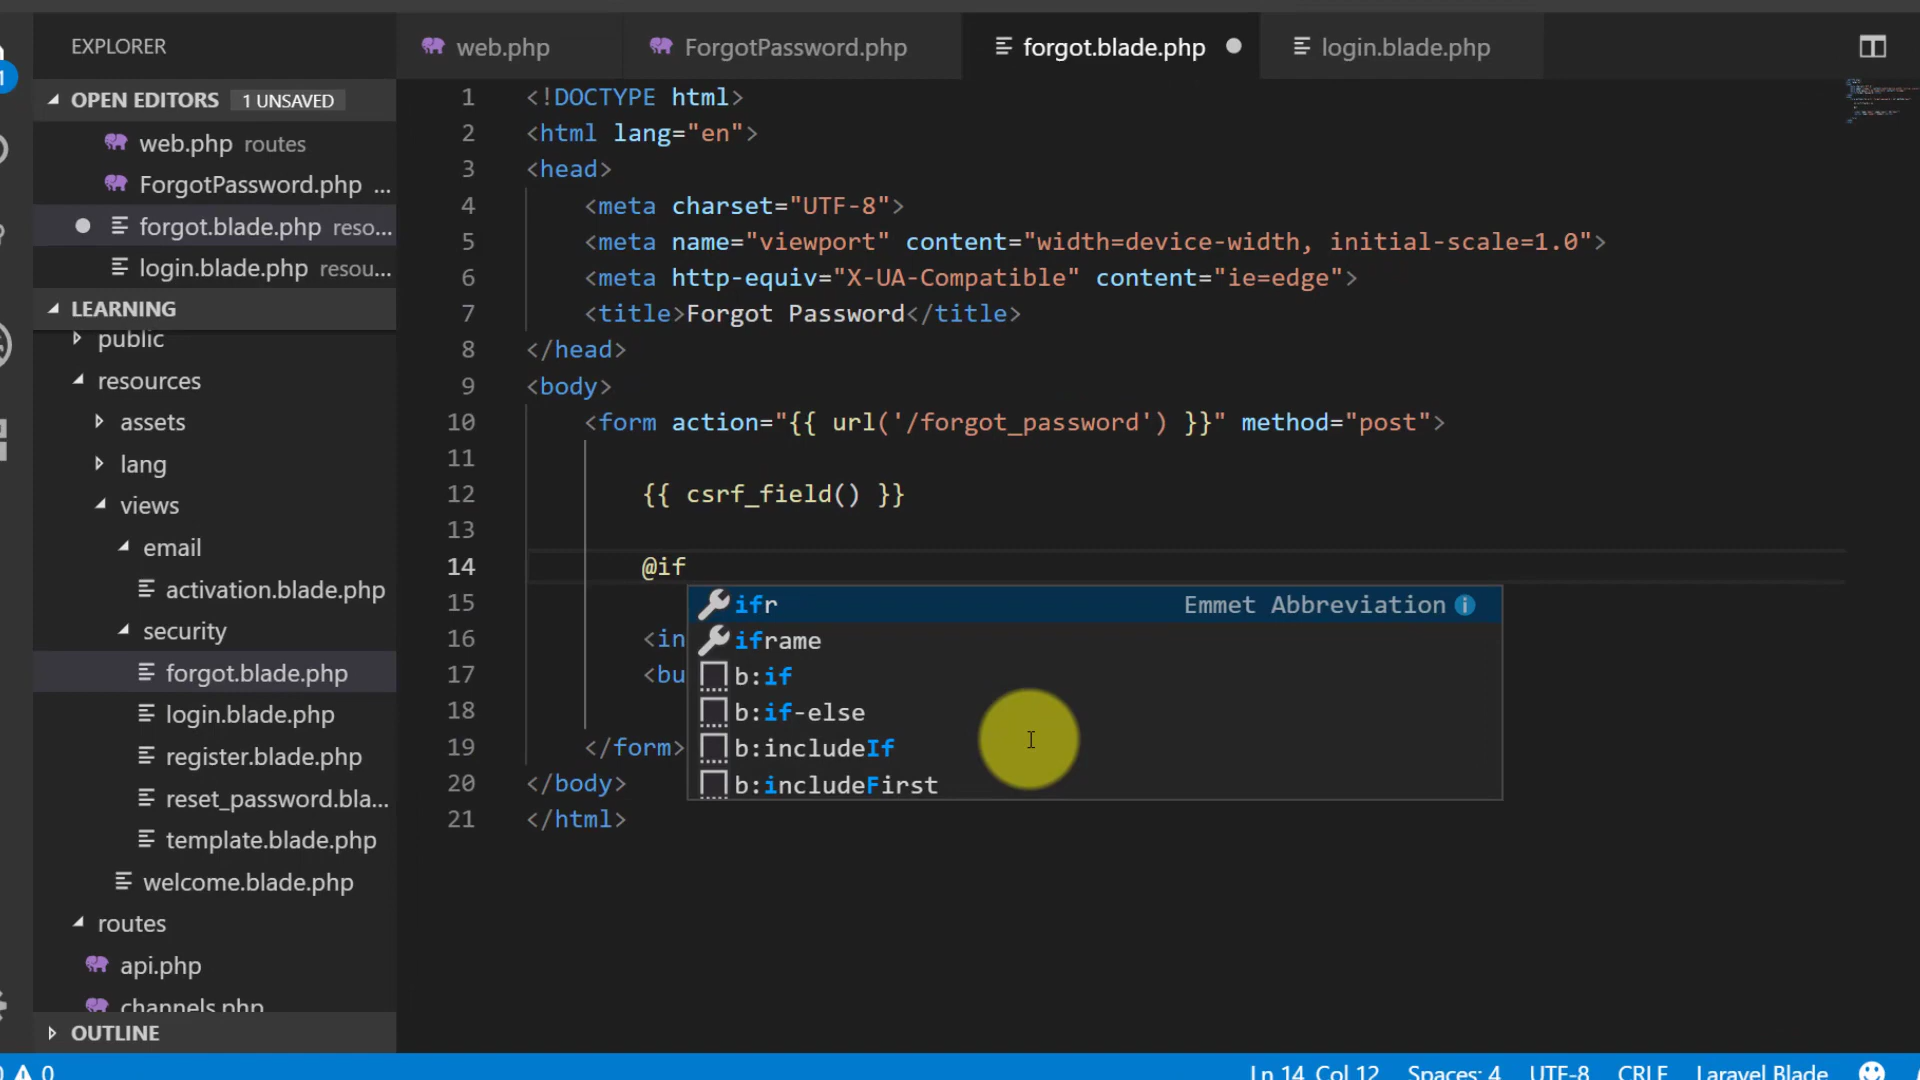 EXPLORER
OPEN EDITORS 1 UNSAVED
web.php routes
ForgotPassword.php ...
forgot.blade.php reso...
login.blade.php resou...
LEARNING
public
resources
assets
lang
views
email
activation.blade.php
security
forgot.blade.php
login.blade.php
register.blade.php
reset_password.bla...
template.blade.php
welcome.blade.php
routes
api.php
channels.php
OUTLINE
web.php
ForgotPassword.php
forgot.blade.php
login.blade.php
1 <!DOCTYPE html>
2 <html lang="en">
3 <head>
4 <meta charset="UTF-8">
5 <meta name="viewport" content="width=device-width, initial-scale=1.0">
6 <meta http-equiv="X-UA-Compatible" content="ie=edge">
7 <title>Forgot Password</title>
8 </head>
9 <body>
10 <form action="{{ url('/forgot_password') }}" method="post">
11
12 {{ csrf_field() }}
13
14 @if
15
16 <in
17 <bu
18
19 </form>
20 </body>
21 </html>
ifr Emmet Abbreviation
iframe
b:if
b:if-else
b:includeIf
b:includeFirst
0 Ln 14, Col 12 Spaces: 4 UTF-8 CRLF Laravel Blade